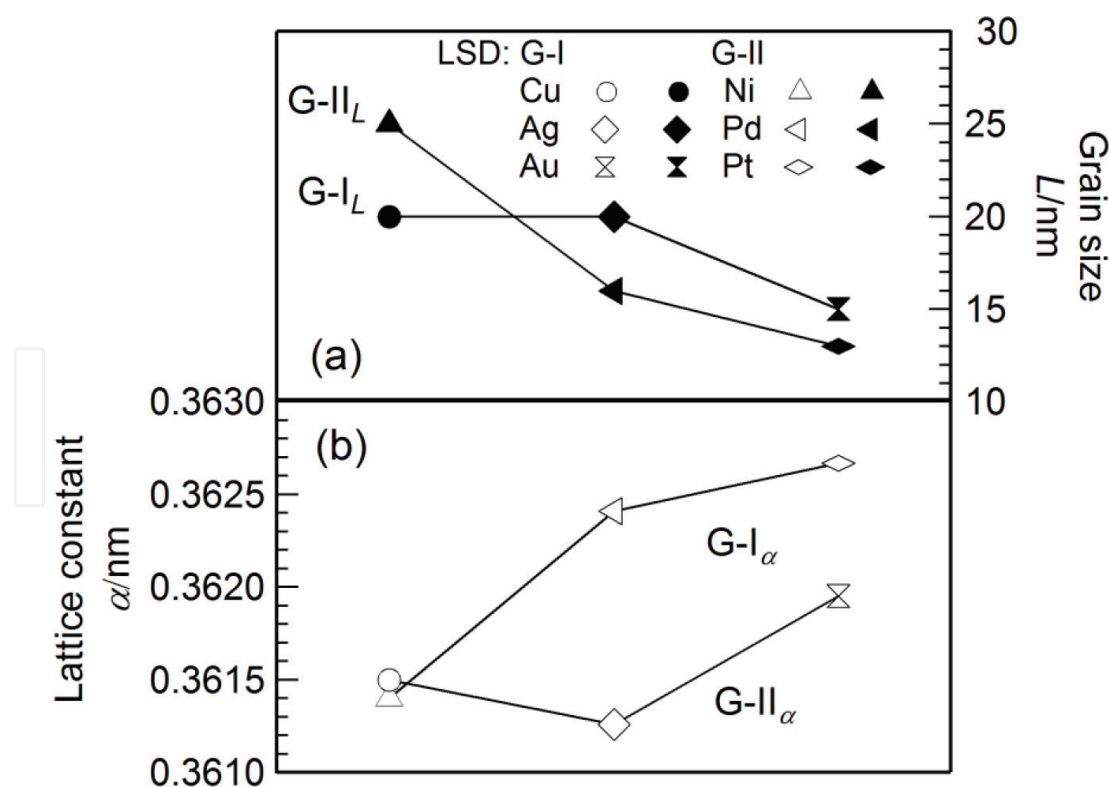 LSD: G-I G-II
Cu Ni
Ag Pd
Au Pt
G-II_L
G-I_L
(a)
30
25
20
15
10
Grain size
L/nm
(b)
0.3630
0.3625
0.3620
0.3615
0.3610
Lattice constant
α/nm
G-I_α
G-II_α